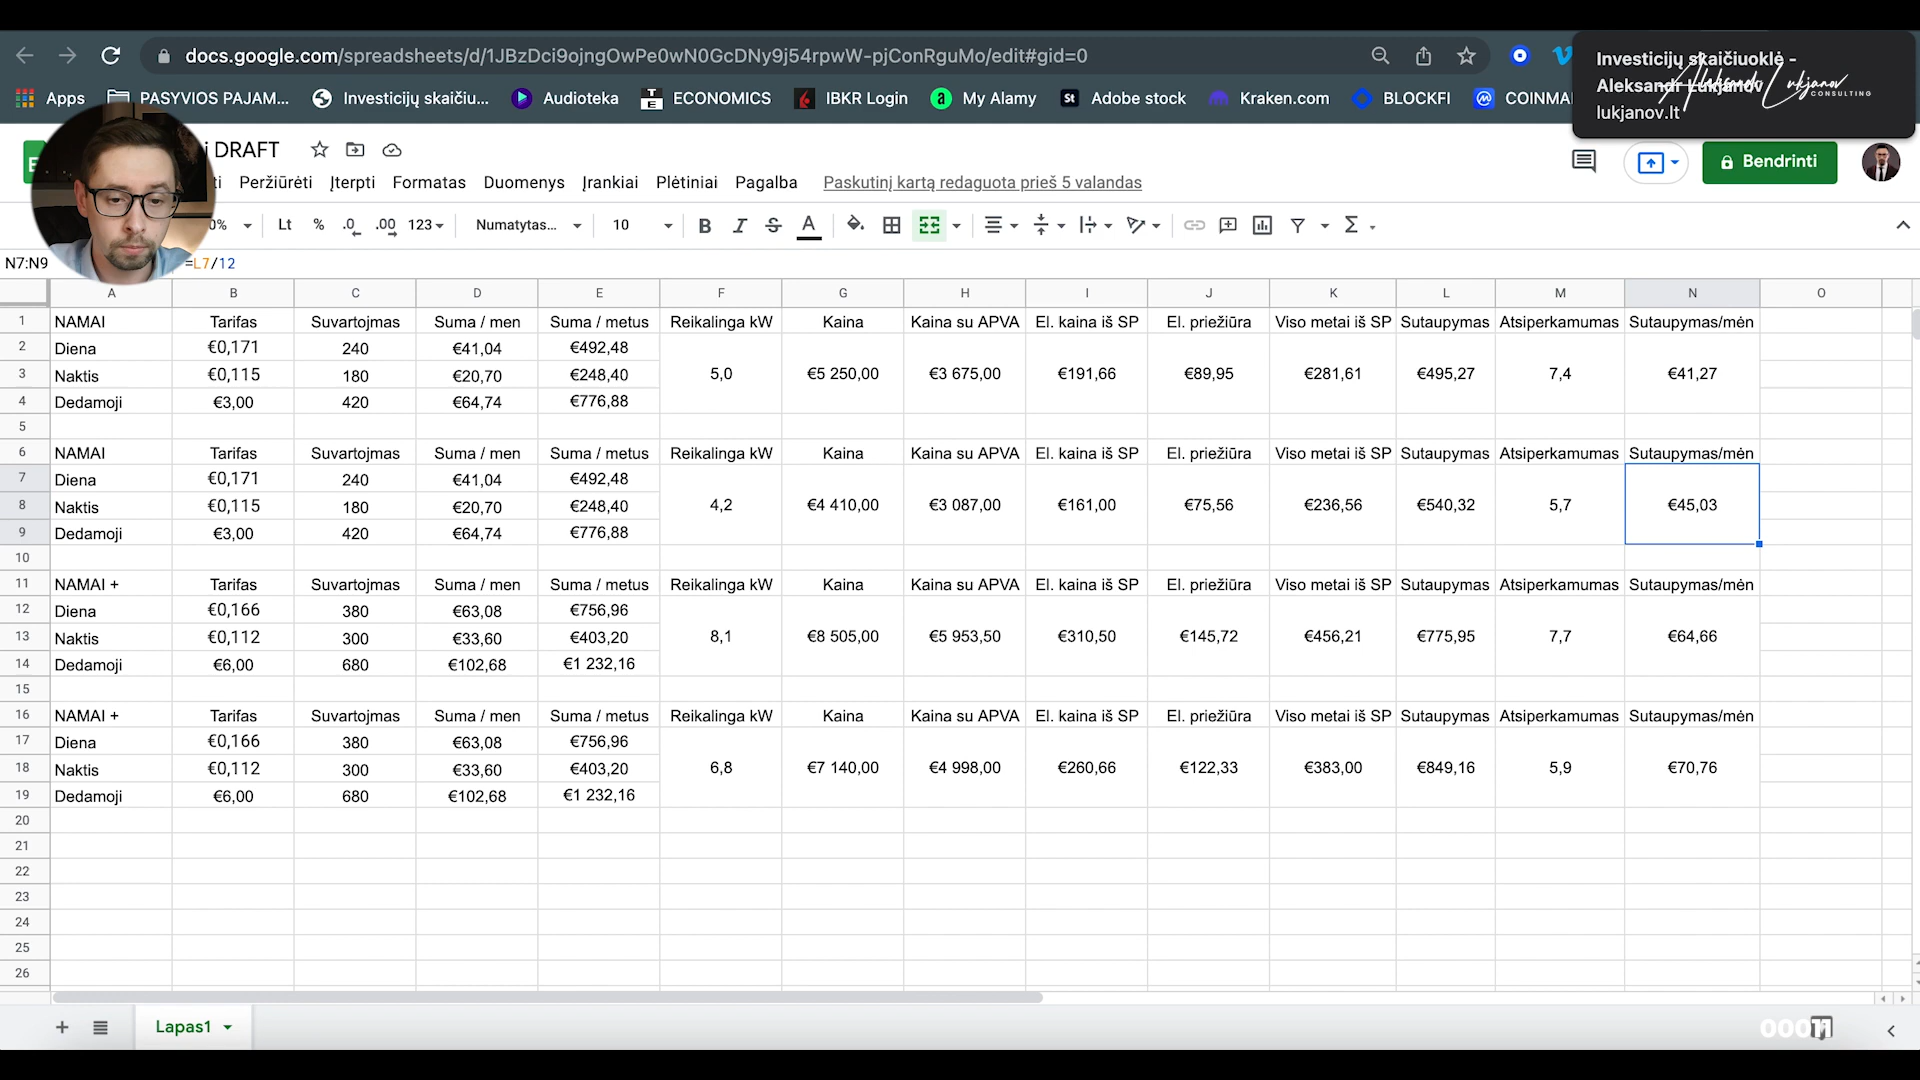 docs.google.com/spreadsheets/d/1JBzDci9ojngOwPe0wN0GcDNy9j54rpwW-pjConRguMo/edit#gid=0
Investicijų skaičiuoklė -
Aleksandr Lukjanov
lukjanov.lt
Aleksandr Lukjanov
CONSULTING
Apps PASYVIOS PAJAM... Investicijų skaičiu... Audioteka ECONOMICS IBKR Login My Alamy Adobe stock Kraken.com BLOCKFI COINMA
DRAFT
Peržiūrėti Įterpti Formatas Duomenys Įrankiai Plėtiniai Pagalba Paskutinį kartą redaguota prieš 5 valandas
Bendrinti
Lt % .0 .00 123 Numatytas... 10 B I S A
N7:N9 =L7/12
A B C D E F G H I J K L M N O
1 NAMAI Tarifas Suvartojmas Suma / men Suma / metus Reikalinga kW Kaina Kaina su APVA El. kaina iš SP El. priežiūra Viso metai iš SP Sutaupymas Atsiperkamumas Sutaupymas/mėn
2 Diena €0,171 240 €41,04 €492,48
3 Naktis €0,115 180 €20,70 €248,40 5,0 €5 250,00 €3 675,00 €191,66 €89,95 €281,61 €495,27 7,4 €41,27
4 Dedamoji €3,00 420 €64,74 €776,88
5
6 NAMAI Tarifas Suvartojmas Suma / men Suma / metus Reikalinga kW Kaina Kaina su APVA El. kaina iš SP El. priežiūra Viso metai iš SP Sutaupymas Atsiperkamumas Sutaupymas/mėn
7 Diena €0,171 240 €41,04 €492,48
8 Naktis €0,115 180 €20,70 €248,40 4,2 €4 410,00 €3 087,00 €161,00 €75,56 €236,56 €540,32 5,7 €45,03
9 Dedamoji €3,00 420 €64,74 €776,88
10
11 NAMAI + Tarifas Suvartojmas Suma / men Suma / metus Reikalinga kW Kaina Kaina su APVA El. kaina iš SP El. priežiūra Viso metai iš SP Sutaupymas Atsiperkamumas Sutaupymas/mėn
12 Diena €0,166 380 €63,08 €756,96
13 Naktis €0,112 300 €33,60 €403,20 8,1 €8 505,00 €5 953,50 €310,50 €145,72 €456,21 €775,95 7,7 €64,66
14 Dedamoji €6,00 680 €102,68 €1 232,16
15
16 NAMAI + Tarifas Suvartojmas Suma / men Suma / metus Reikalinga kW Kaina Kaina su APVA El. kaina iš SP El. priežiūra Viso metai iš SP Sutaupymas Atsiperkamumas Sutaupymas/mėn
17 Diena €0,166 380 €63,08 €756,96
18 Naktis €0,112 300 €33,60 €403,20 6,8 €7 140,00 €4 998,00 €260,66 €122,33 €383,00 €849,16 5,9 €70,76
19 Dedamoji €6,00 680 €102,68 €1 232,16
20
21
22
23
24
25
26
Lapas1